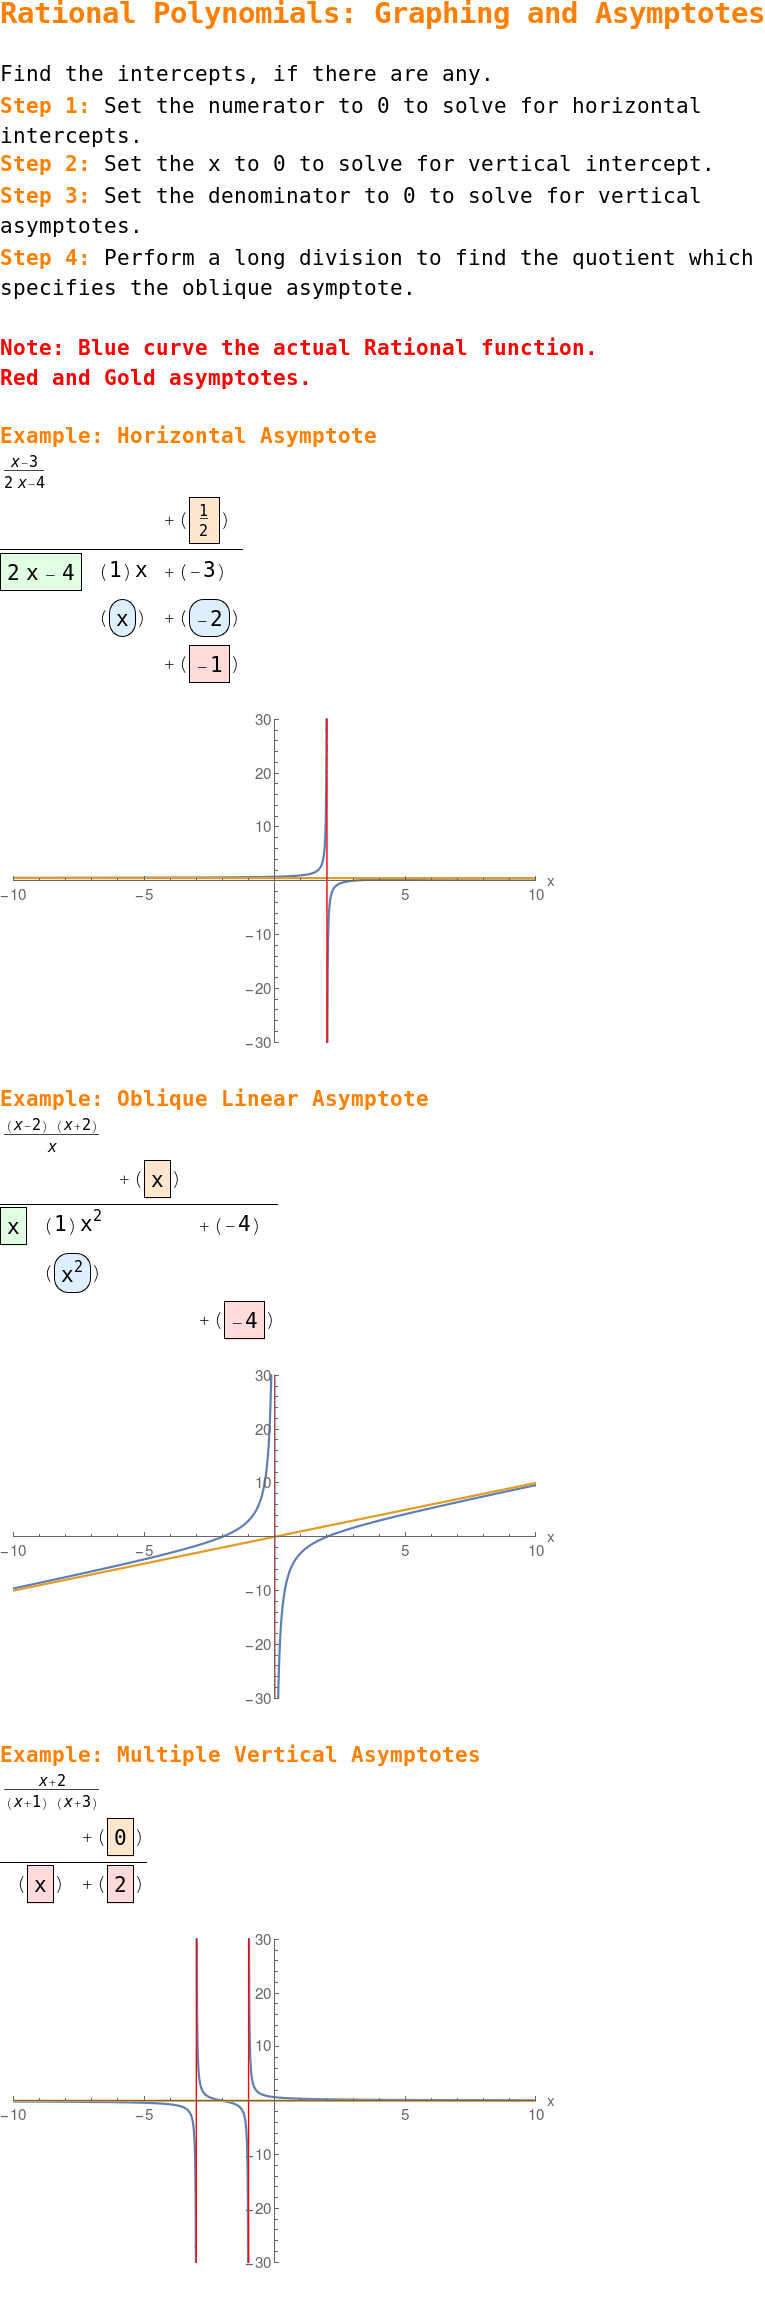 Rational Polynomials: Graphing and Asymptotes
Find the intercepts, if there are any.
Step 1: Set the numerator to 0 to solve for horizontal
intercepts.
Step 2: Set the x to 0 to solve for vertical intercept.
Step 3: Set the denominator to 0 to solve for vertical
asymptotes.
Step 4: Perform a long division to find the quotient which
specifies the oblique asymptote.
Note: Blue curve the actual Rational function.
Red and Gold asymptotes.
Example: Horizontal Asymptote
x-3
2 x-4
+ (1/2)
2 x - 4 (1) x + (-3)
(x) + (-2)
+ (-1)
30
20
10
-10 -5 5 10 x
-10
-20
-30
Example: Oblique Linear Asymptote
(x-2) (x+2)
x
+ (x)
x (1) x² + (-4)
(x²)
+ (-4)
30
20
10
-10 -5 5 10 x
-10
-20
-30
Example: Multiple Vertical Asymptotes
x+2
(x+1) (x+3)
+ (0)
(x) + (2)
30
20
10
-10 -5 5 10 x
-10
-20
-30